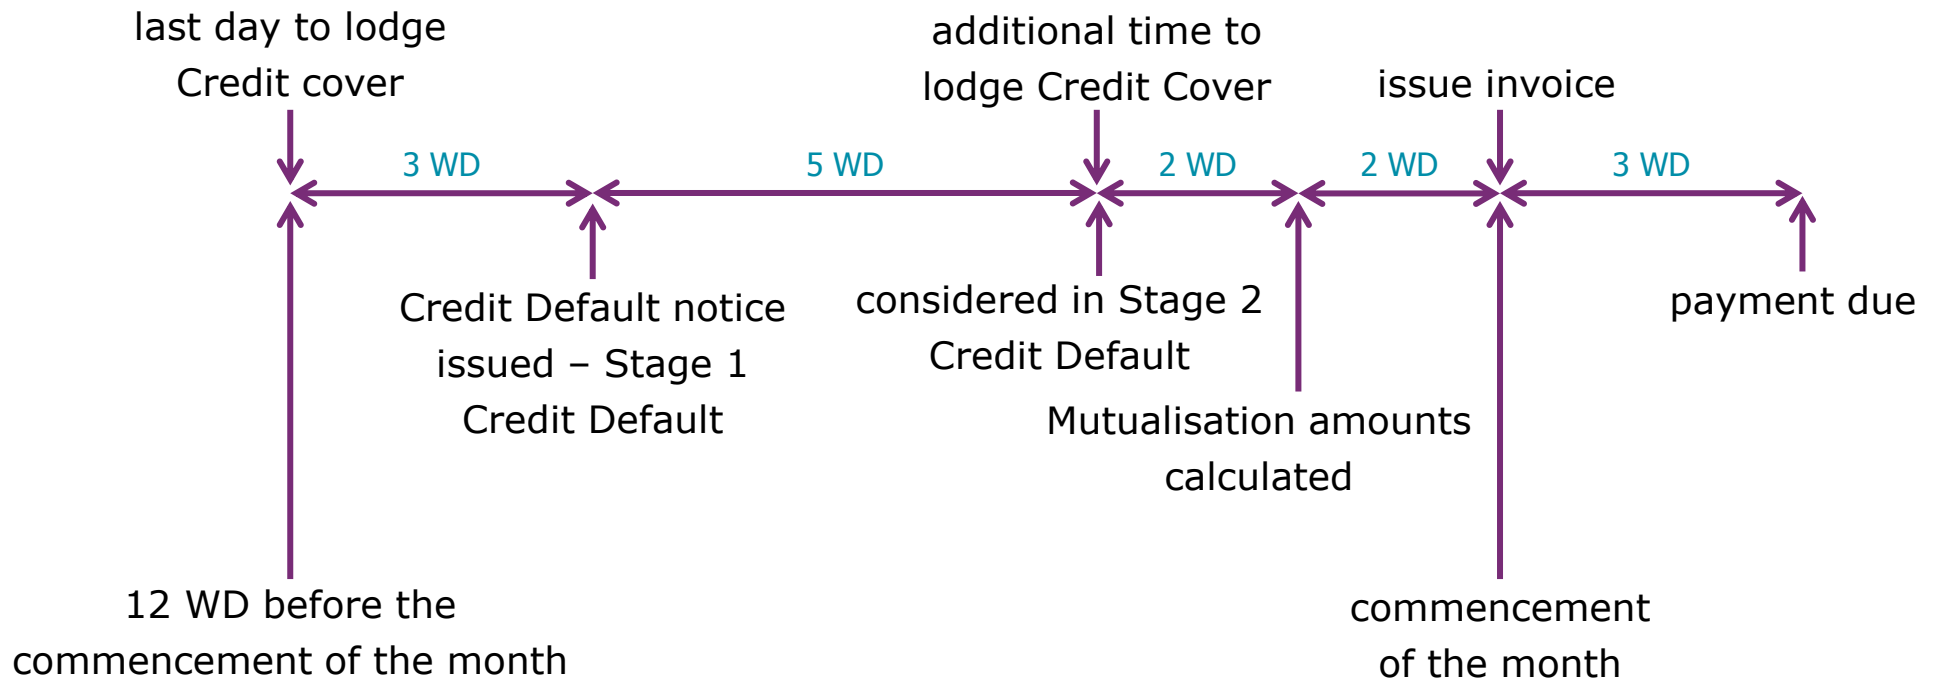 last day to lodge
Credit cover
additional time to
lodge Credit Cover
issue invoice
3 WD
5 WD
2 WD
2 WD
3 WD
Credit Default notice
issued – Stage 1
Credit Default
considered in Stage 2
Credit Default
payment due
Mutualisation amounts
calculated
12 WD before the
commencement of the month
commencement
of the month